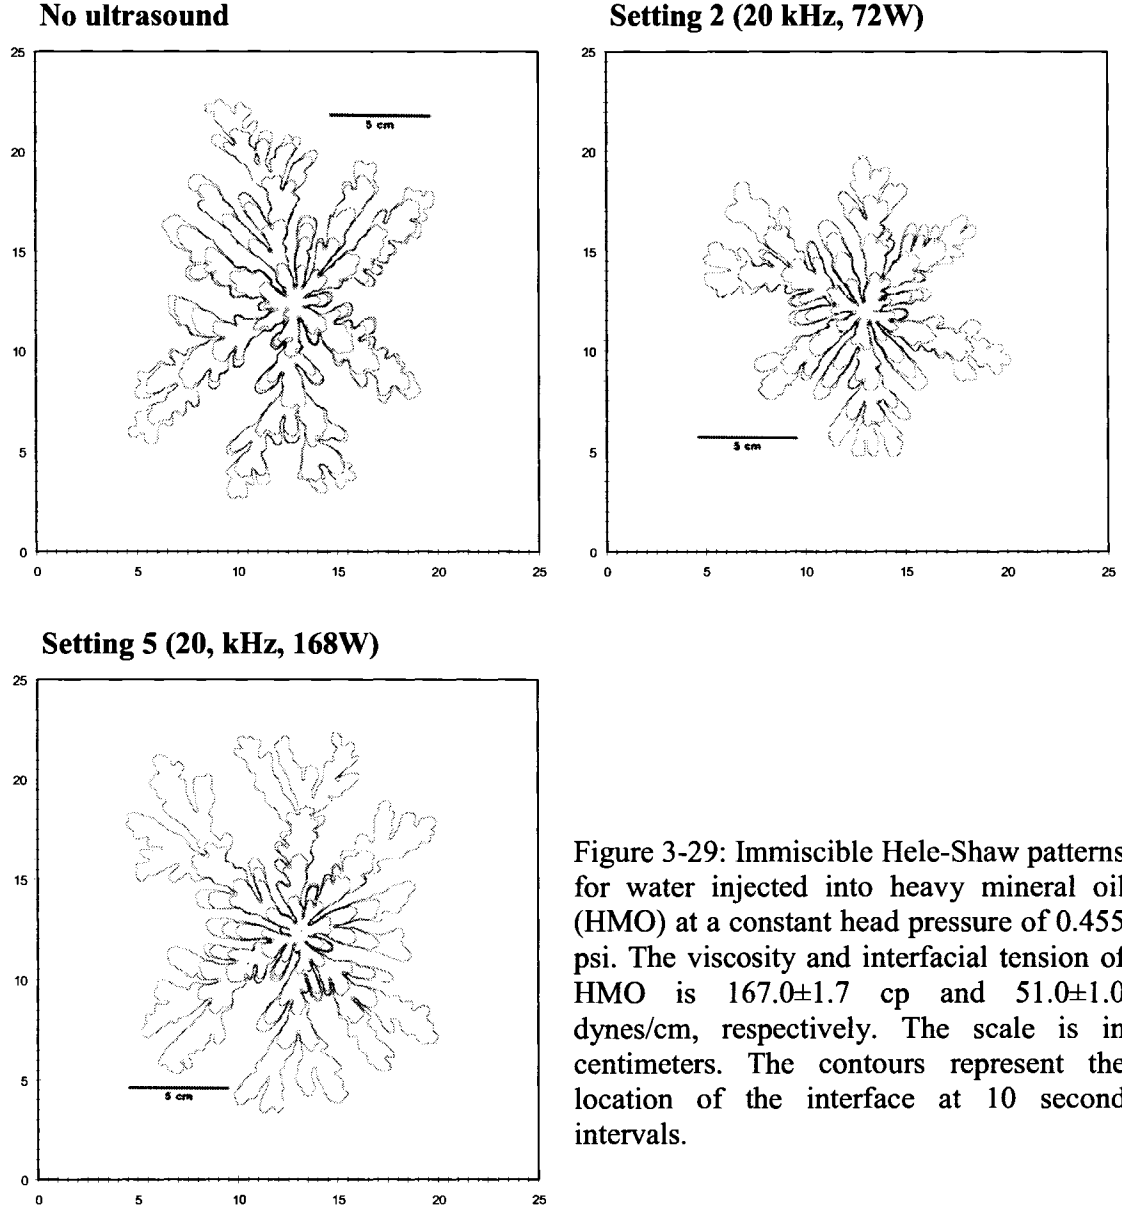 No ultrasound
25
20
15
10
5
0
0 5 10 15 20 25
5 cm
Setting 2 (20 kHz, 72W)
25
20
15
10
5
0
5 10 15 20 25
5 cm
Setting 5 (20, kHz, 168W)
25
20
15
10
5
0
0 5 10 15 20 25
5 cm
Figure 3-29: Immiscible Hele-Shaw patterns
for water injected into heavy mineral oil
(HMO) at a constant head pressure of 0.455
psi. The viscosity and interfacial tension of
HMO is 167.0±1.7 cp and 51.0±1.0
dynes/cm, respectively. The scale is in
centimeters. The contours represent the
location of the interface at 10 second
intervals.